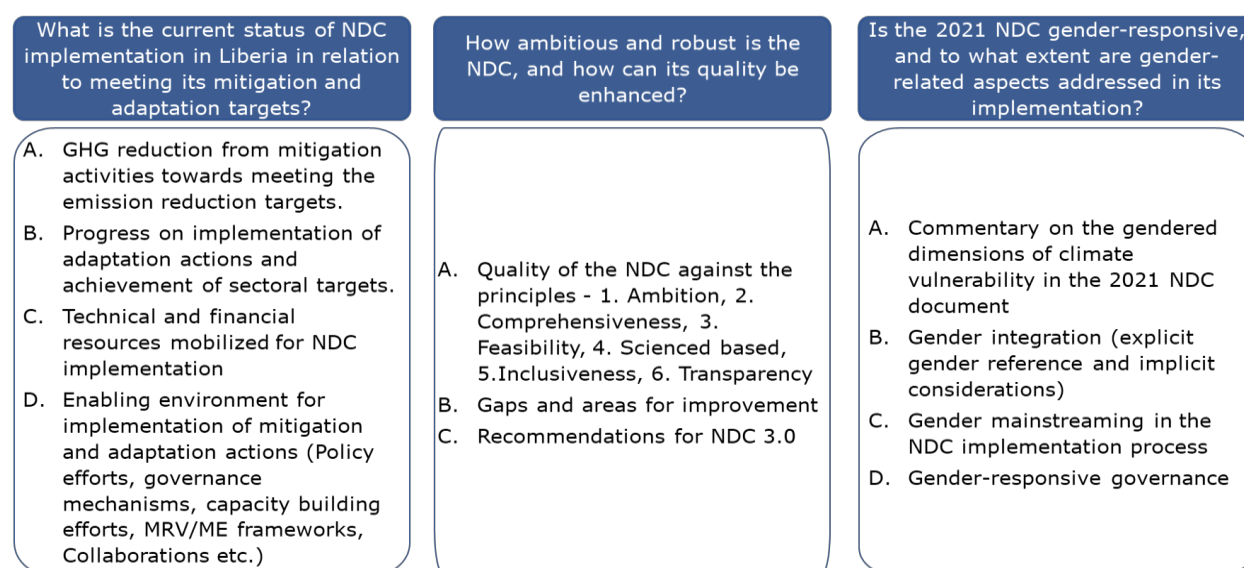 What is the current status of NDC
implementation in Liberia in relation
to meeting its mitigation and
adaptation targets?
A. GHG reduction from mitigation
activities towards meeting the
emission reduction targets.
B. Progress on implementation of
adaptation actions and
achievement of sectoral targets.
C. Technical and financial
resources mobilized for NDC
implementation
D. Enabling environment for
implementation of mitigation
and adaptation actions (Policy
efforts, governance
mechanisms, capacity building
efforts, MRV/ME frameworks,
Collaborations etc.)
How ambitious and robust is the
NDC, and how can its quality be
enhanced?
A. Quality of the NDC against the
principles - 1. Ambition, 2.
Comprehensiveness, 3.
Feasibility, 4. Scienced based,
5.Inclusiveness, 6. Transparency
B. Gaps and areas for improvement
C. Recommendations for NDC 3.0
Is the 2021 NDC gender-responsive,
and to what extent are gender-
related aspects addressed in its
implementation?
A. Commentary on the gendered
dimensions of climate
vulnerability in the 2021 NDC
document
B. Gender integration (explicit
gender reference and implicit
considerations)
C. Gender mainstreaming in the
NDC implementation process
D. Gender-responsive governance